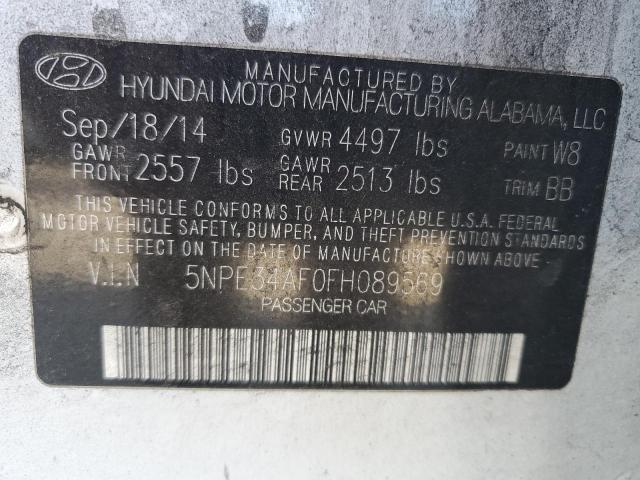 MANUFACTURED BY
HYUNDAI MOTOR MANUFACTURING ALABAMA, LLC
Sep/18/14 GVWR 4497 lbs PAINT W8
GAWR FRONT 2557 lbs GAWR REAR 2513 lbs TRIM BB
THIS VEHICLE CONFORMS TO ALL APPLICABLE U.S.A. FEDERAL
MOTOR VEHICLE SAFETY, BUMPER, AND THEFT PREVENTION STANDARDS
IN EFFECT ON THE DATE OF MANUFACTURE SHOWN ABOVE.
V.I.N 5NPE34AF0FH089569
PASSENGER CAR